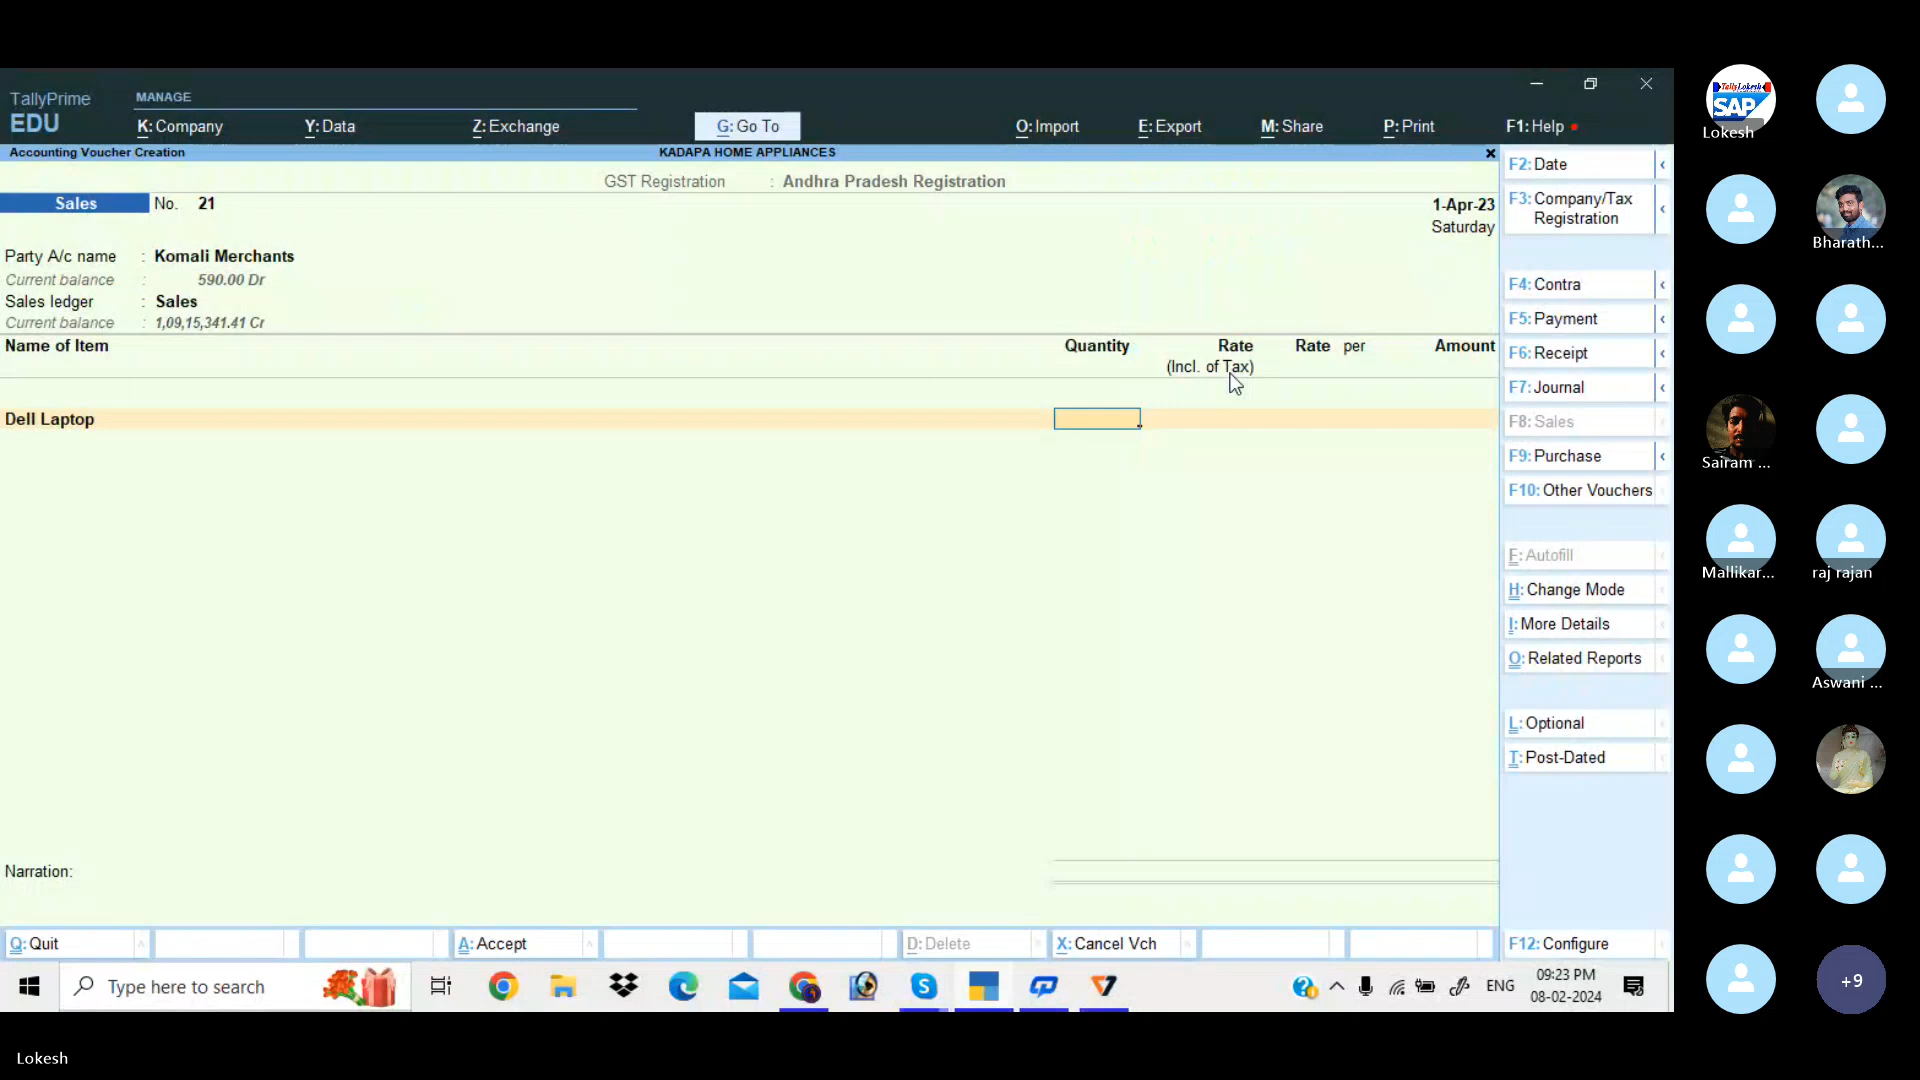 TallyPrime
EDU
MANAGE
K: Company
Y: Data
Z: Exchange
G: Go To
O: Import
E: Export
M: Share
P: Print
F1: Help
Accounting Voucher Creation
KADAPA HOME APPLIANCES
GST Registration : Andhra Pradesh Registration
Sales No. 21
1-Apr-23
Saturday
Party A/c name : Komali Merchants
Current balance : 590.00 Dr
Sales ledger : Sales
Current balance : 1,09,15,341.41 Cr
Name of Item Quantity Rate Rate per Amount
(Incl. of Tax)
Dell Laptop
Narration:
Q: Quit
A: Accept
D: Delete
X: Cancel Vch
F2: Date
F3: Company/Tax
Registration
F4: Contra
F5: Payment
F6: Receipt
F7: Journal
F8: Sales
F9: Purchase
F10: Other Vouchers
F: Autofill
H: Change Mode
I: More Details
O: Related Reports
L: Optional
T: Post-Dated
F12: Configure
Type here to search
ENG
09:23 PM
08-02-2024
TallyLokesh
SAP
Lokesh
Bharath...
Sairam ...
Mallikar...
raj rajan
Aswani ...
+9
Lokesh